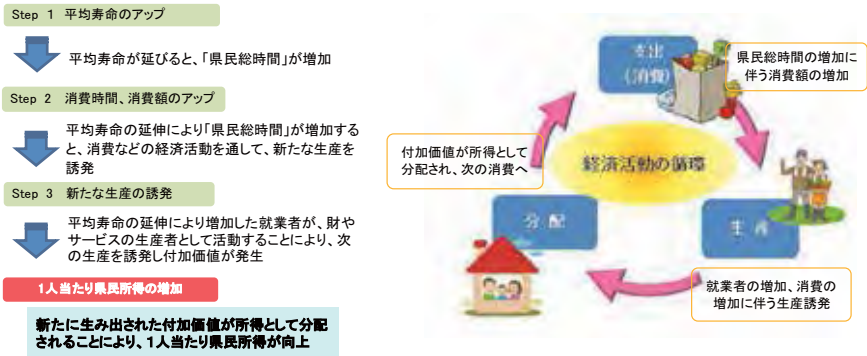 Step 1 平均寿命のアップ
平均寿命が延びると、「県民総時間」が増加
Step 2 消費時間、消費額のアップ
平均寿命の延伸により「県民総時間」が増加する
と、消費などの経済活動を通して、新たな生産を
誘発
Step 3 新たな生産の誘発
平均寿命の延伸により増加した就業者が、財や
サービスの生産者として活動することにより、次
の生産を誘発し付加価値が発生
1人当たり県民所得の増加
新たに生み出された付加価値が所得として分配
されることにより、1人当たり県民所得が向上
支出
(消費)
県民総時間の増加に
伴う消費額の増加
付加価値が所得として
分配され、次の消費へ
経済活動の循環
分配
生産
就業者の増加、消費の
増加に伴う生産誘発